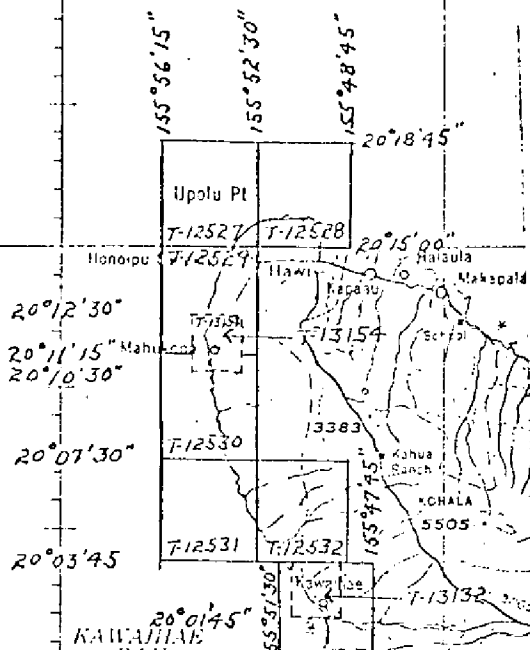 155°56'15"
155°52'30"
155°48'45"
20°18'45"
Upolu Pt
T-12527
T-12528
20°15'00"
Honoipu
T-12529
Hawi
Kapaau
Halaula
Makapala
20°12'30"
T-13154
T-13154
School
20°11'15"
Mahukona
20°10'30"
T-12530
13383
20°07'30"
Kahua
Ranch
155°47'45"
KOHALA
5505
T-12531
T-12532
20°03'45
Kawaihae
155°51'30"
T-13132
20°01'45"
KAWAIHAE